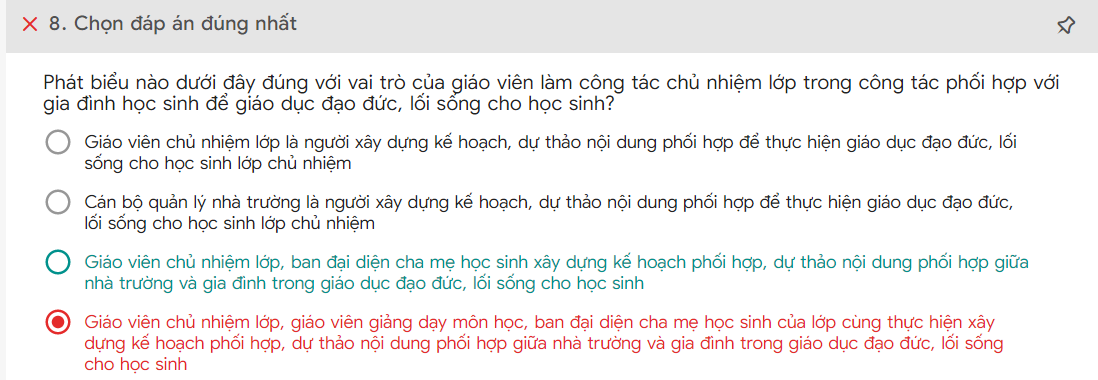 8. Chọn đáp án đúng nhất
Phát biểu nào dưới đây đúng với vai trò của giáo viên làm công tác chủ nhiệm lớp trong công tác phối hợp với
gia đình học sinh để giáo dục đạo đức, lối sống cho học sinh?
Giáo viên chủ nhiệm lớp là người xây dựng kế hoạch, dự thảo nội dung phối hợp để thực hiện giáo dục đạo đức, lối
sống cho học sinh lớp chủ nhiệm
Cán bộ quản lý nhà trường là người xây dựng kế hoạch, dự thảo nội dung phối hợp để thực hiện giáo dục đạo đức,
lối sống cho học sinh lớp chủ nhiệm
Giáo viên chủ nhiệm lớp, ban đại diện cha mẹ học sinh xây dựng kế hoạch phối hợp, dự thảo nội dung phối hợp giữa
nhà trường và gia đình trong giáo dục đạo đức, lối sống cho học sinh
Giáo viên chủ nhiệm lớp, giáo viên giảng dạy môn học, ban đại diện cha mẹ học sinh của lớp cùng thực hiện xây
dựng kế hoạch phối hợp, dự thảo nội dung phối hợp giữa nhà trường và gia đình trong giáo dục đạo đức, lối sống
cho học sinh